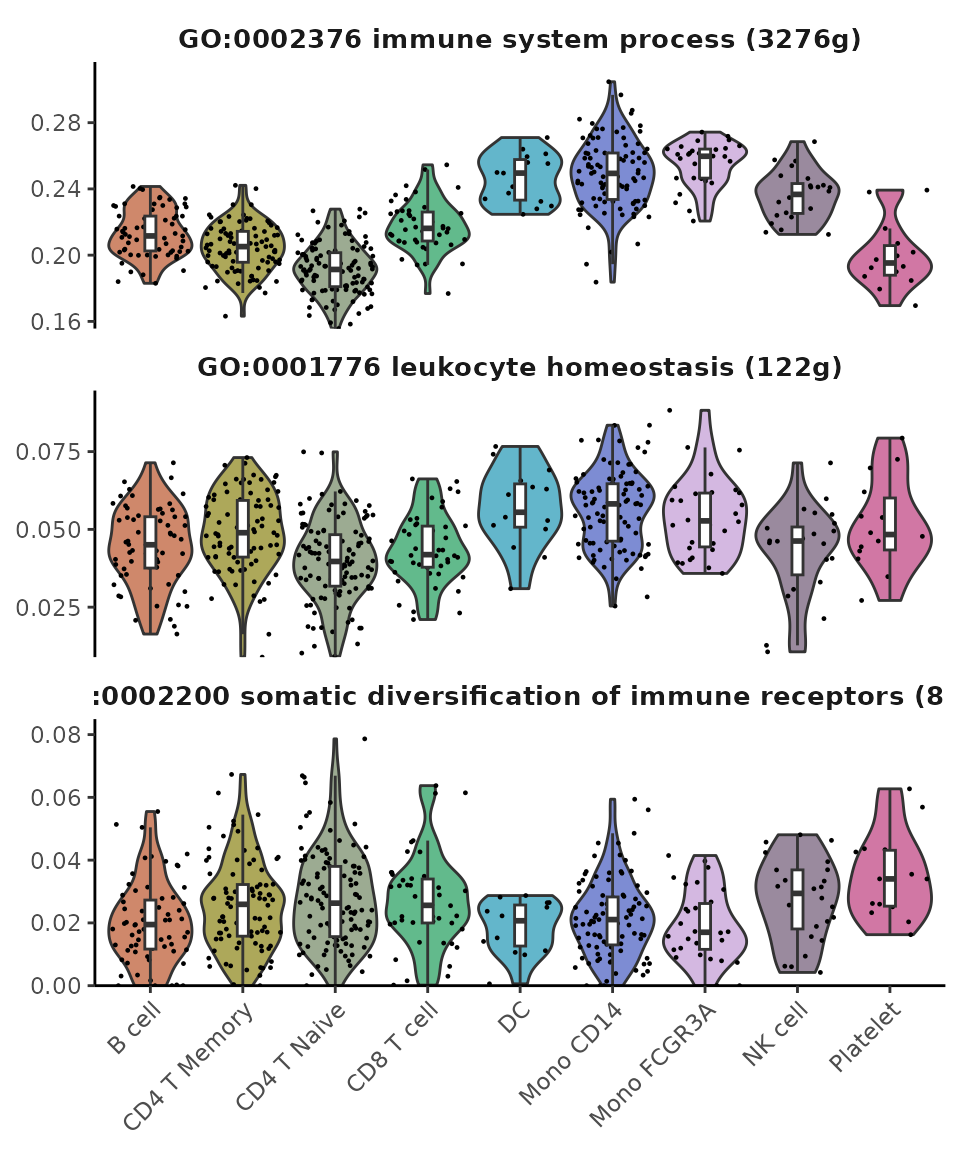 GO:0002376 immune system process (3276g)
0.28
0.24
0.20
0.16
GO:0001776 leukocyte homeostasis (122g)
0.075
0.050
0.025
:0002200 somatic diversification of immune receptors (8
0.08
0.06
0.04
0.02
0.00
B cell
CD4 T Memory
CD4 T Naive
CD8 T cell
DC
Mono CD14
Mono FCGR3A
NK cell
Platelet